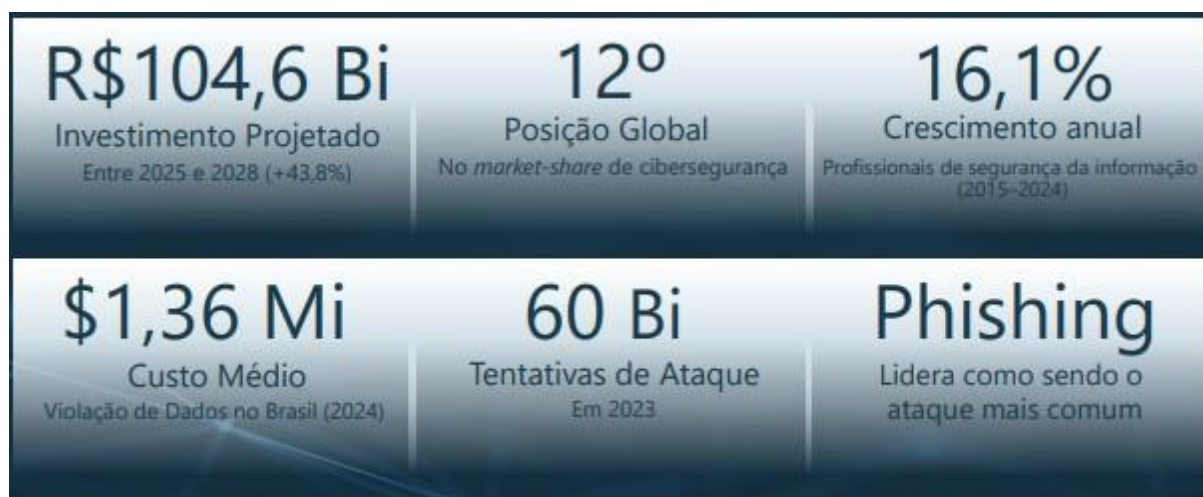 R$104,6 Bi
Investimento Projetado
Entre 2025 e 2028 (+43,8%)
12º
Posição Global
No market-share de cibersegurança
16,1%
Crescimento anual
Profissionais de segurança da informação
(2015–2024)
$1,36 Mi
Custo Médio
Violação de Dados no Brasil (2024)
60 Bi
Tentativas de Ataque
Em 2023
Phishing
Lidera como sendo o
ataque mais comum